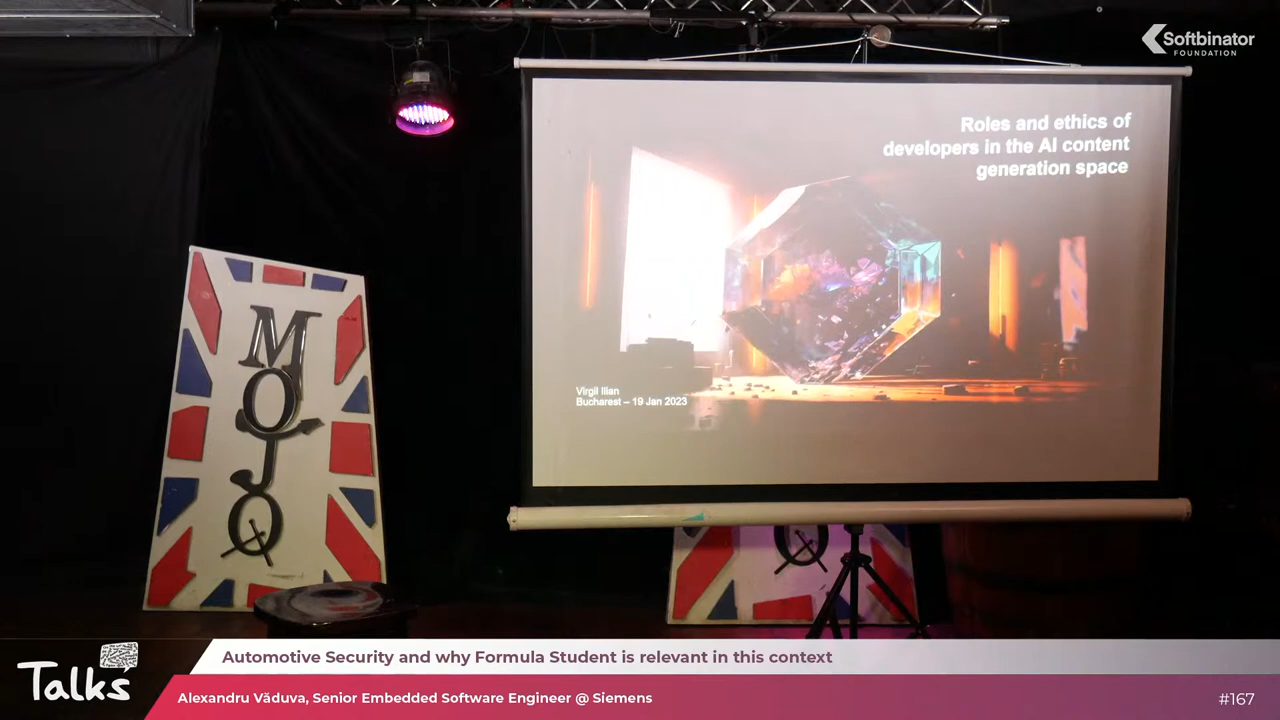 Softbinator
FOUNDATION
Roles and ethics of
developers in the AI content
generation space
Virgil Ilian
Bucharest – 19 Jan 2023
MOJO
Talks
Automotive Security and why Formula Student is relevant in this context
Alexandru Văduva, Senior Embedded Software Engineer @ Siemens
#167